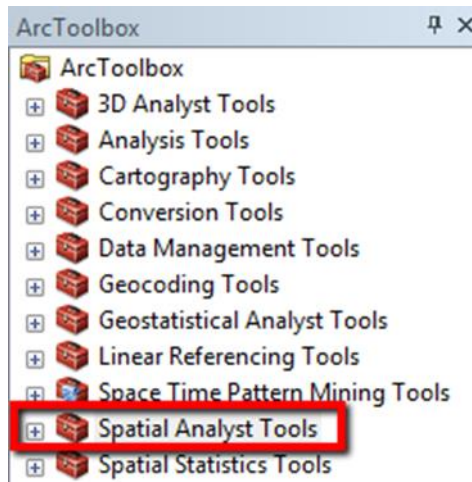 ArcToolbox
ArcToolbox
3D Analyst Tools
Analysis Tools
Cartography Tools
Conversion Tools
Data Management Tools
Geocoding Tools
Geostatistical Analyst Tools
Linear Referencing Tools
Space Time Pattern Mining Tools
Spatial Analyst Tools
Spatial Statistics Tools